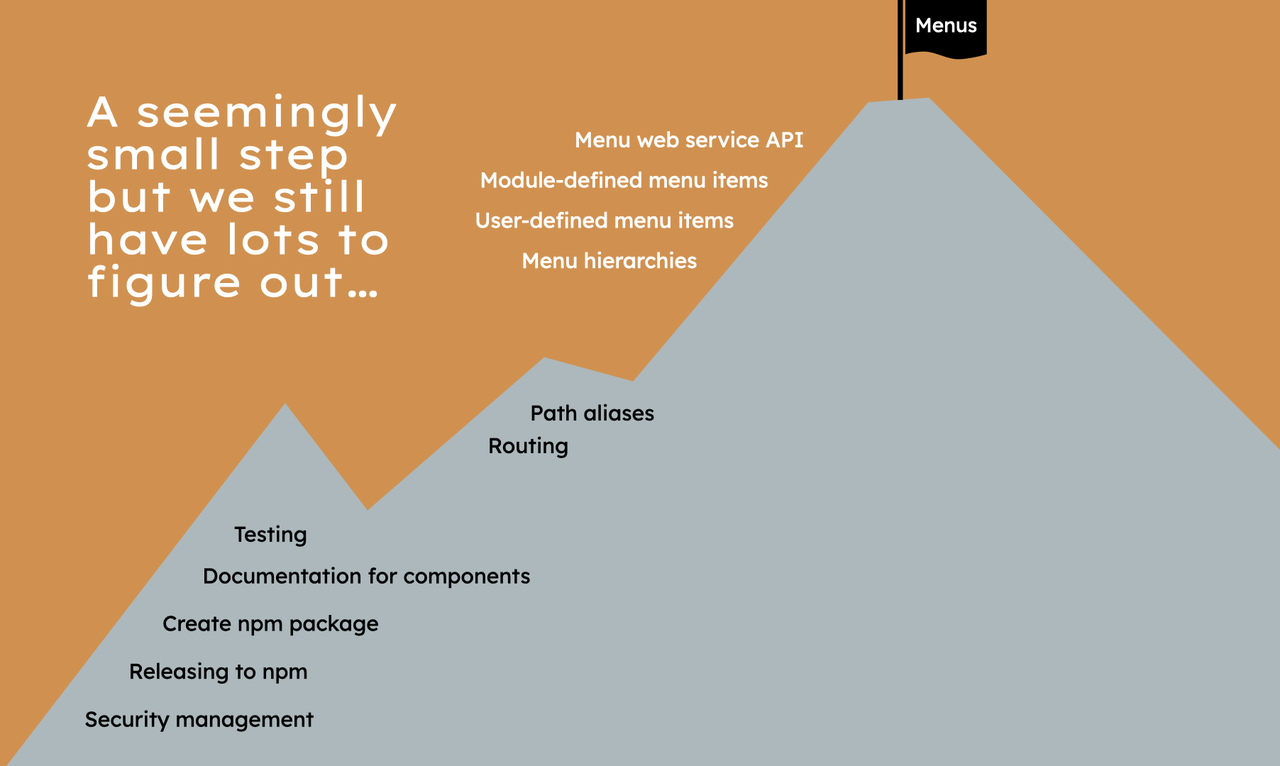 Menus
A seemingly
small step
but we still
have lots to
figure out...
Menu web service API
Module-defined menu items
User-defined menu items
Menu hierarchies
Path aliases
Routing
Testing
Documentation for components
Create npm package
Releasing to npm
Security management